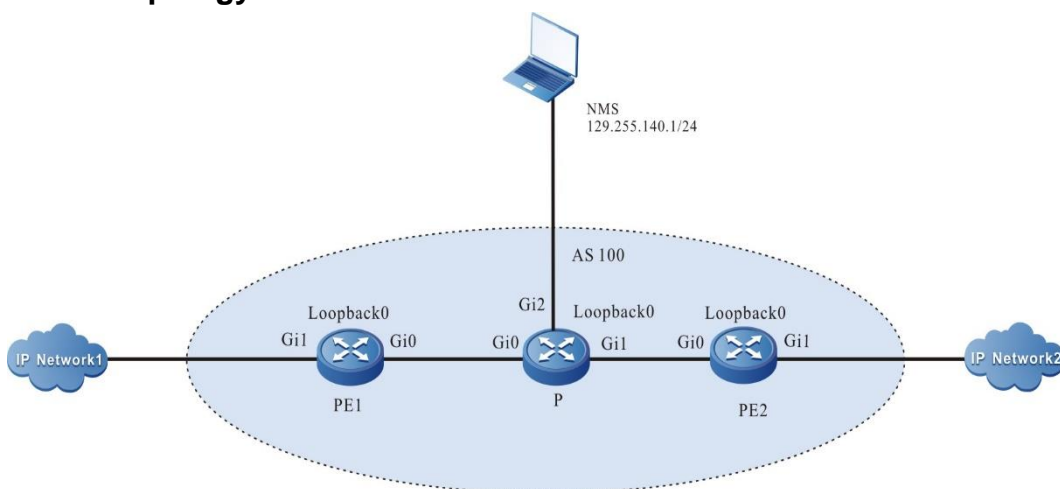 NMS
129.255.140.1/24
AS 100
Gi2
Loopback0
Loopback0
Loopback0
Gi1
Gi0
Gi0
Gi1
Gi0
Gi1
IP Network1
IP Network2
PE1
P
PE2